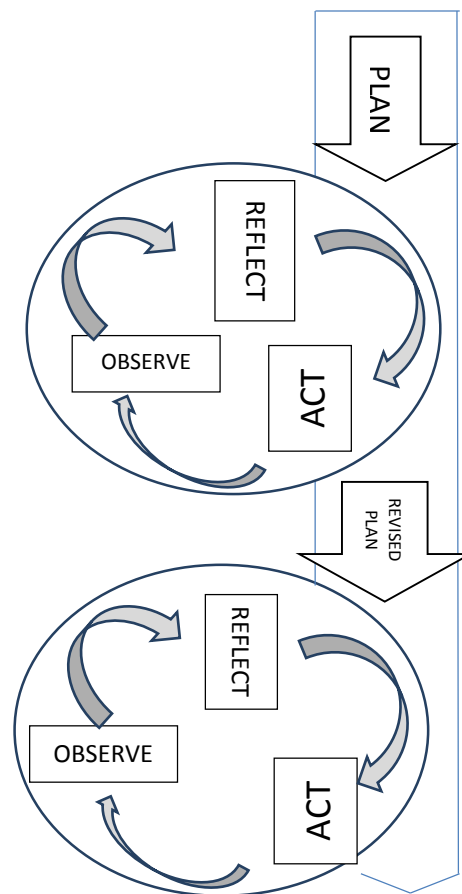 PLAN
REFLECT
OBSERVE
ACT
REVISED
PLAN
REFLECT
OBSERVE
ACT